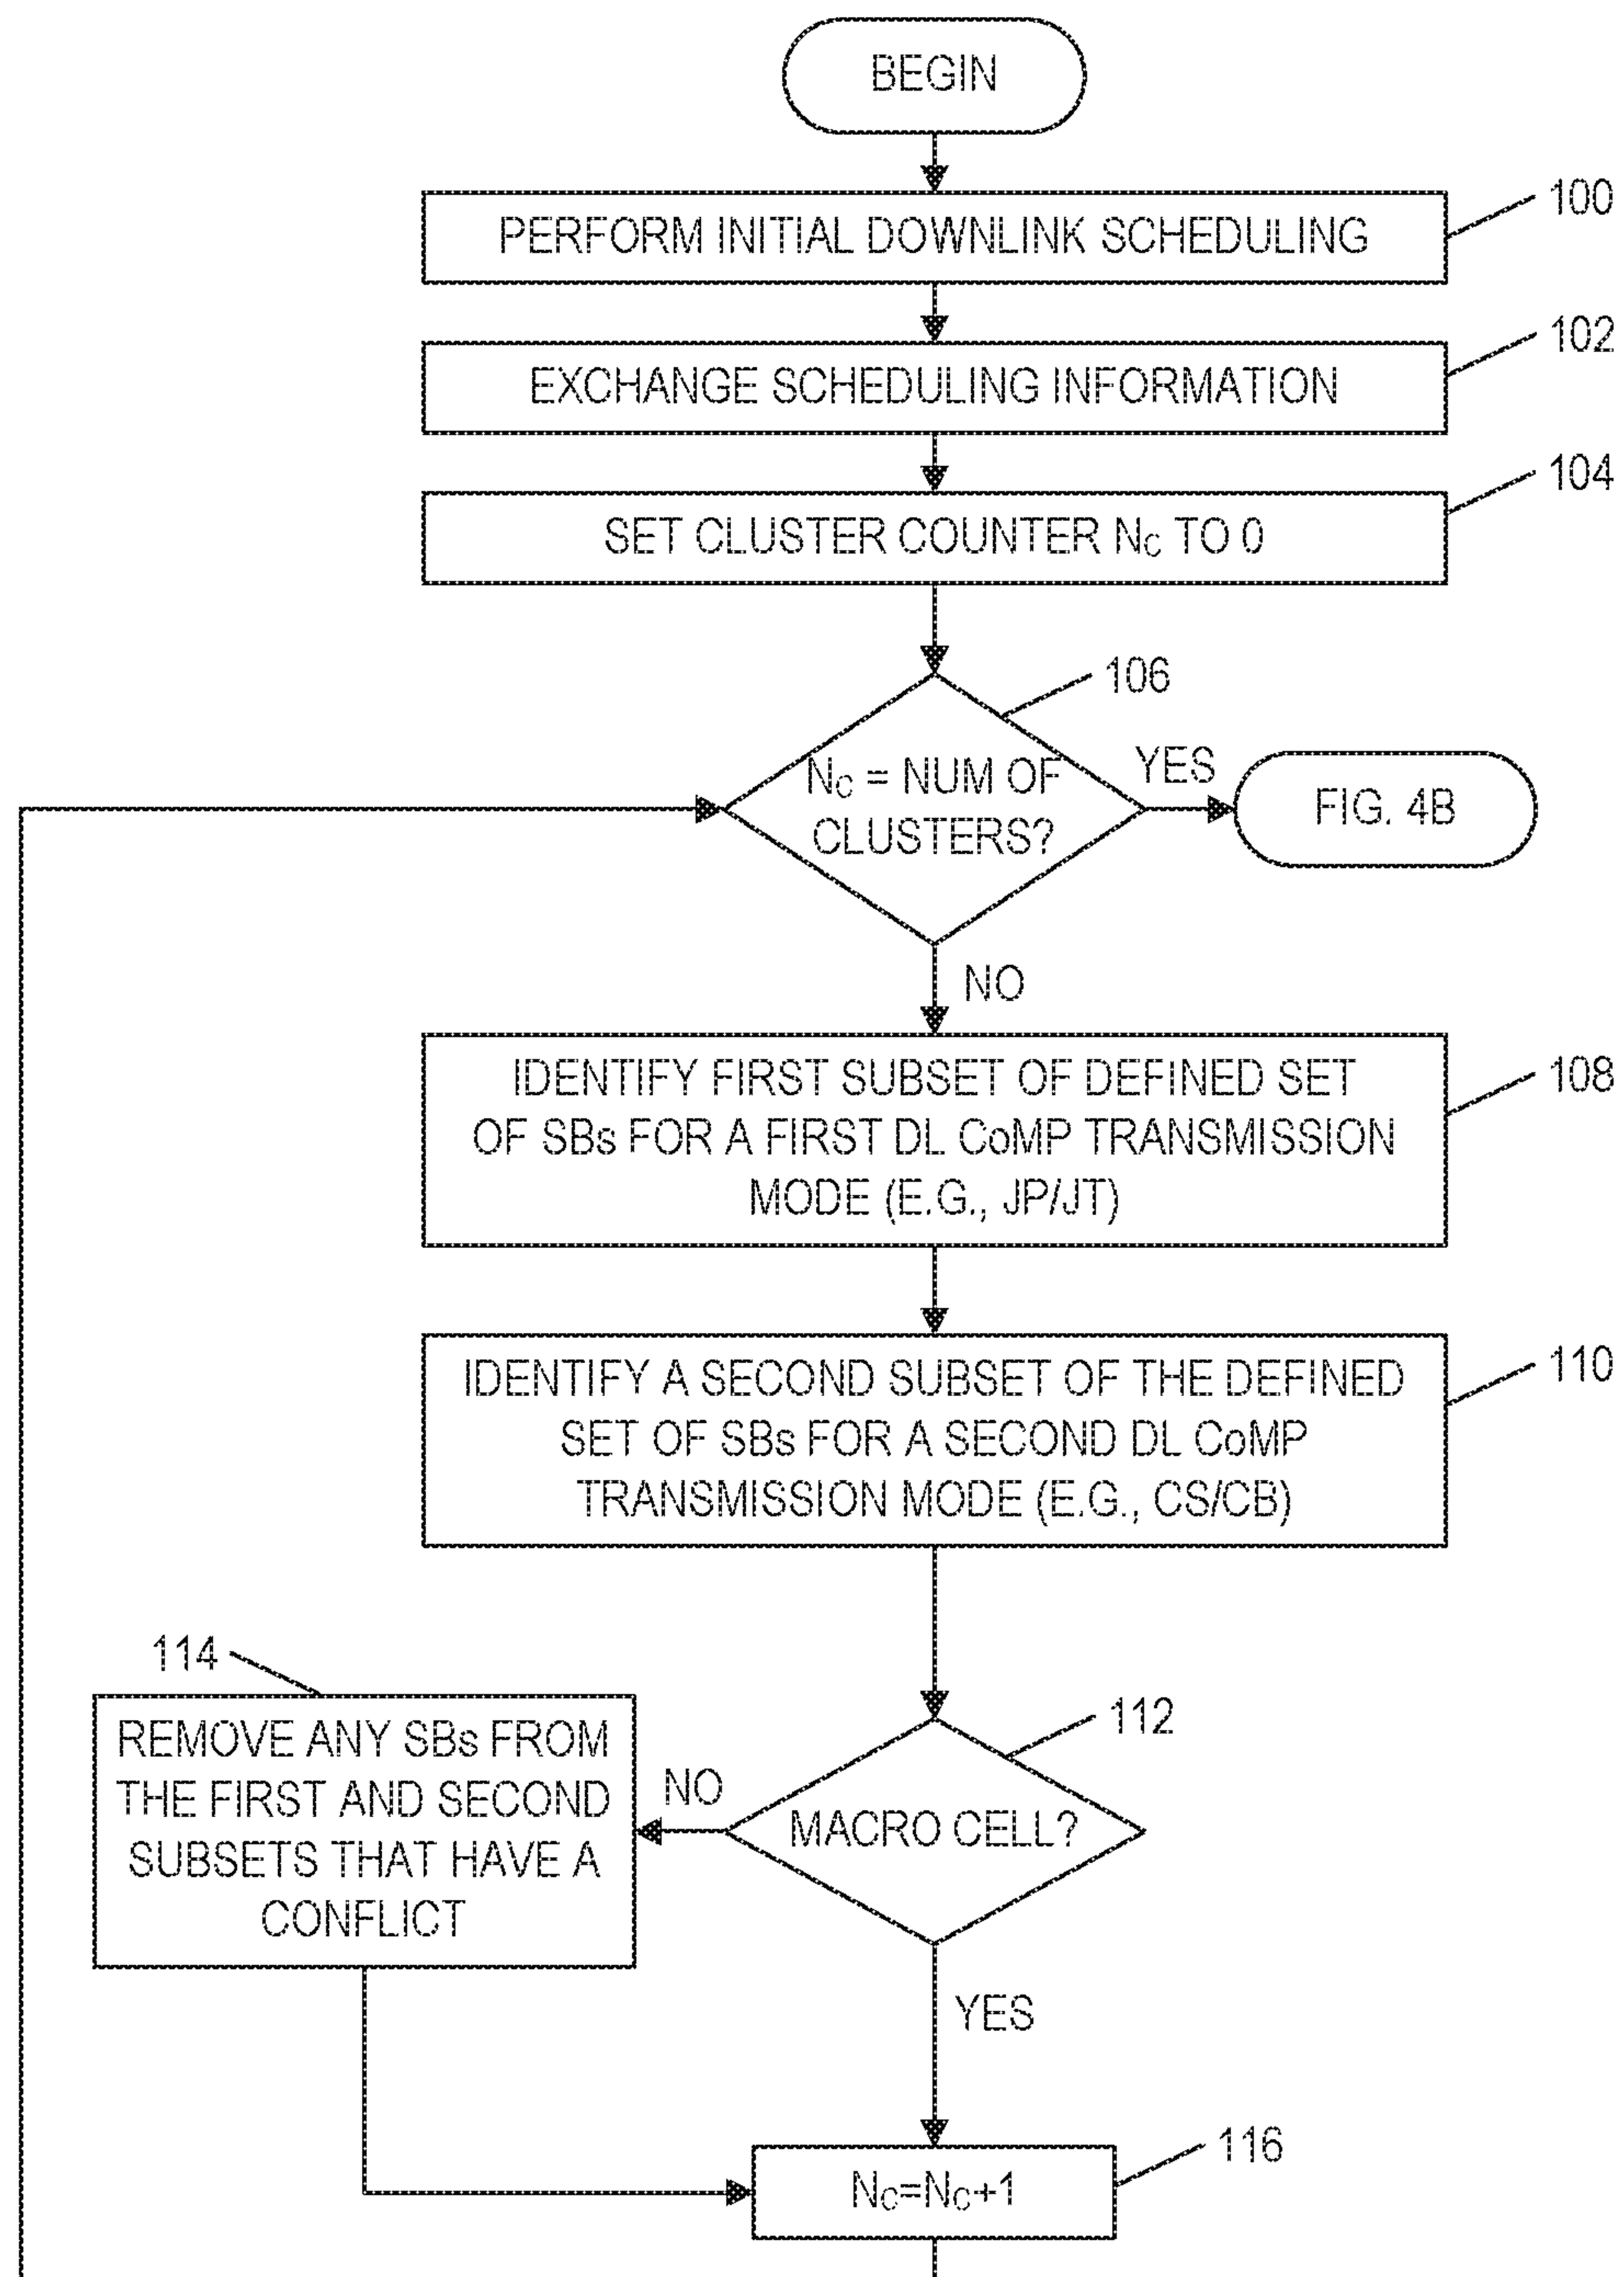 BEGIN
PERFORM INITIAL DOWNLINK SCHEDULING
100
EXCHANGE SCHEDULING INFORMATION
102
SET CLUSTER COUNTER NC TO 0
104
106
NC = NUM OF
CLUSTERS?
YES
FIG. 4B
NO
IDENTIFY FIRST SUBSET OF DEFINED SET
OF SBs FOR A FIRST DL CoMP TRANSMISSION
MODE (E.G., JP/JT)
108
IDENTIFY A SECOND SUBSET OF THE DEFINED
SET OF SBs FOR A SECOND DL CoMP
TRANSMISSION MODE (E.G., CS/CB)
110
112
MACRO CELL?
NO
114
REMOVE ANY SBs FROM
THE FIRST AND SECOND
SUBSETS THAT HAVE A
CONFLICT
YES
116
NC=NC+1